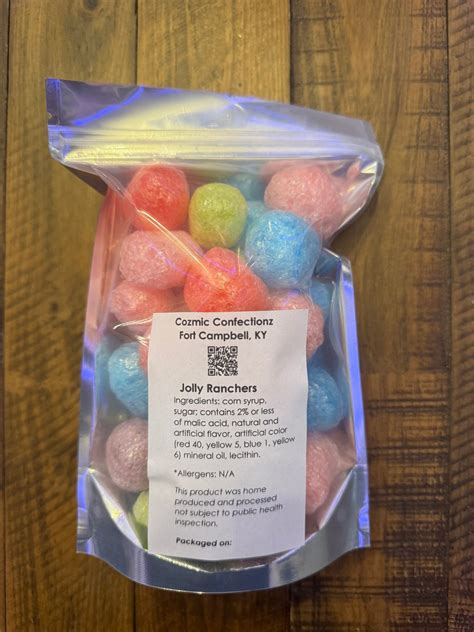 Cozmic Confectionz
Fort Campbell, KY
Jolly Ranchers
Ingredients: corn syrup,
sugar; contains 2% or less
of malic acid, natural and
artificial flavor, artificial color
(red 40, yellow 5, blue 1, yellow
6) mineral oil, lecithin.
*Allergens: N/A
This product was home
produced and processed
not subject to public health
inspection.
Packaged on: